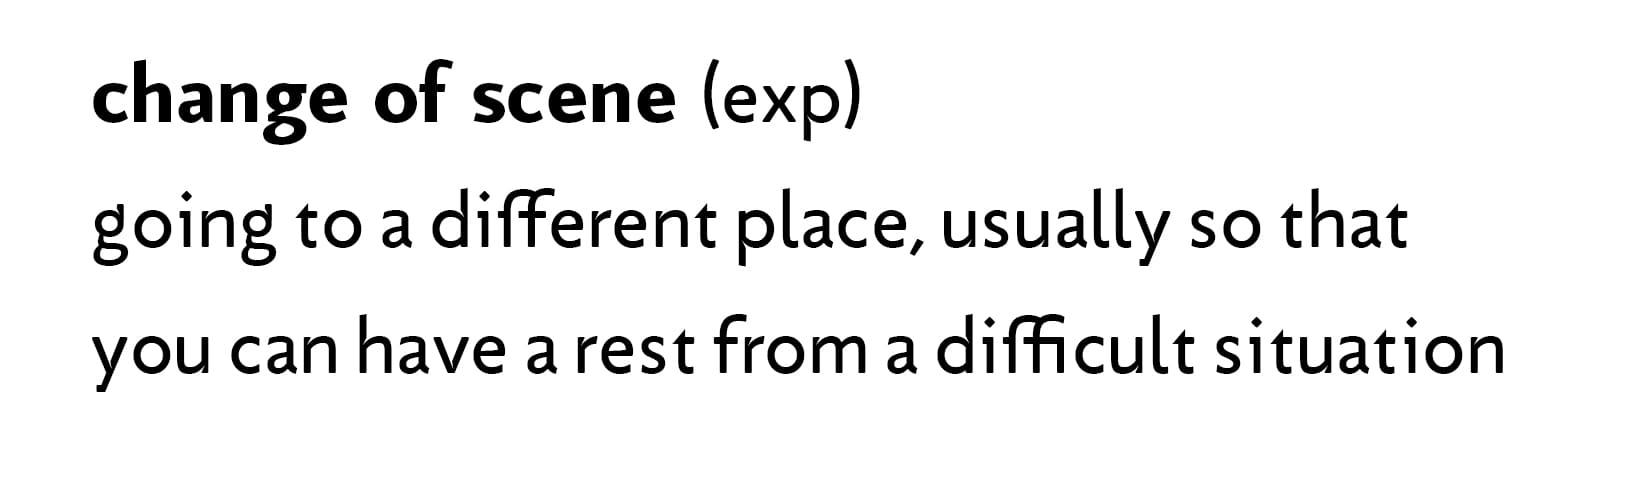 change of scene (exp)
going to a different place, usually so that
you can have a rest from a difficult situation